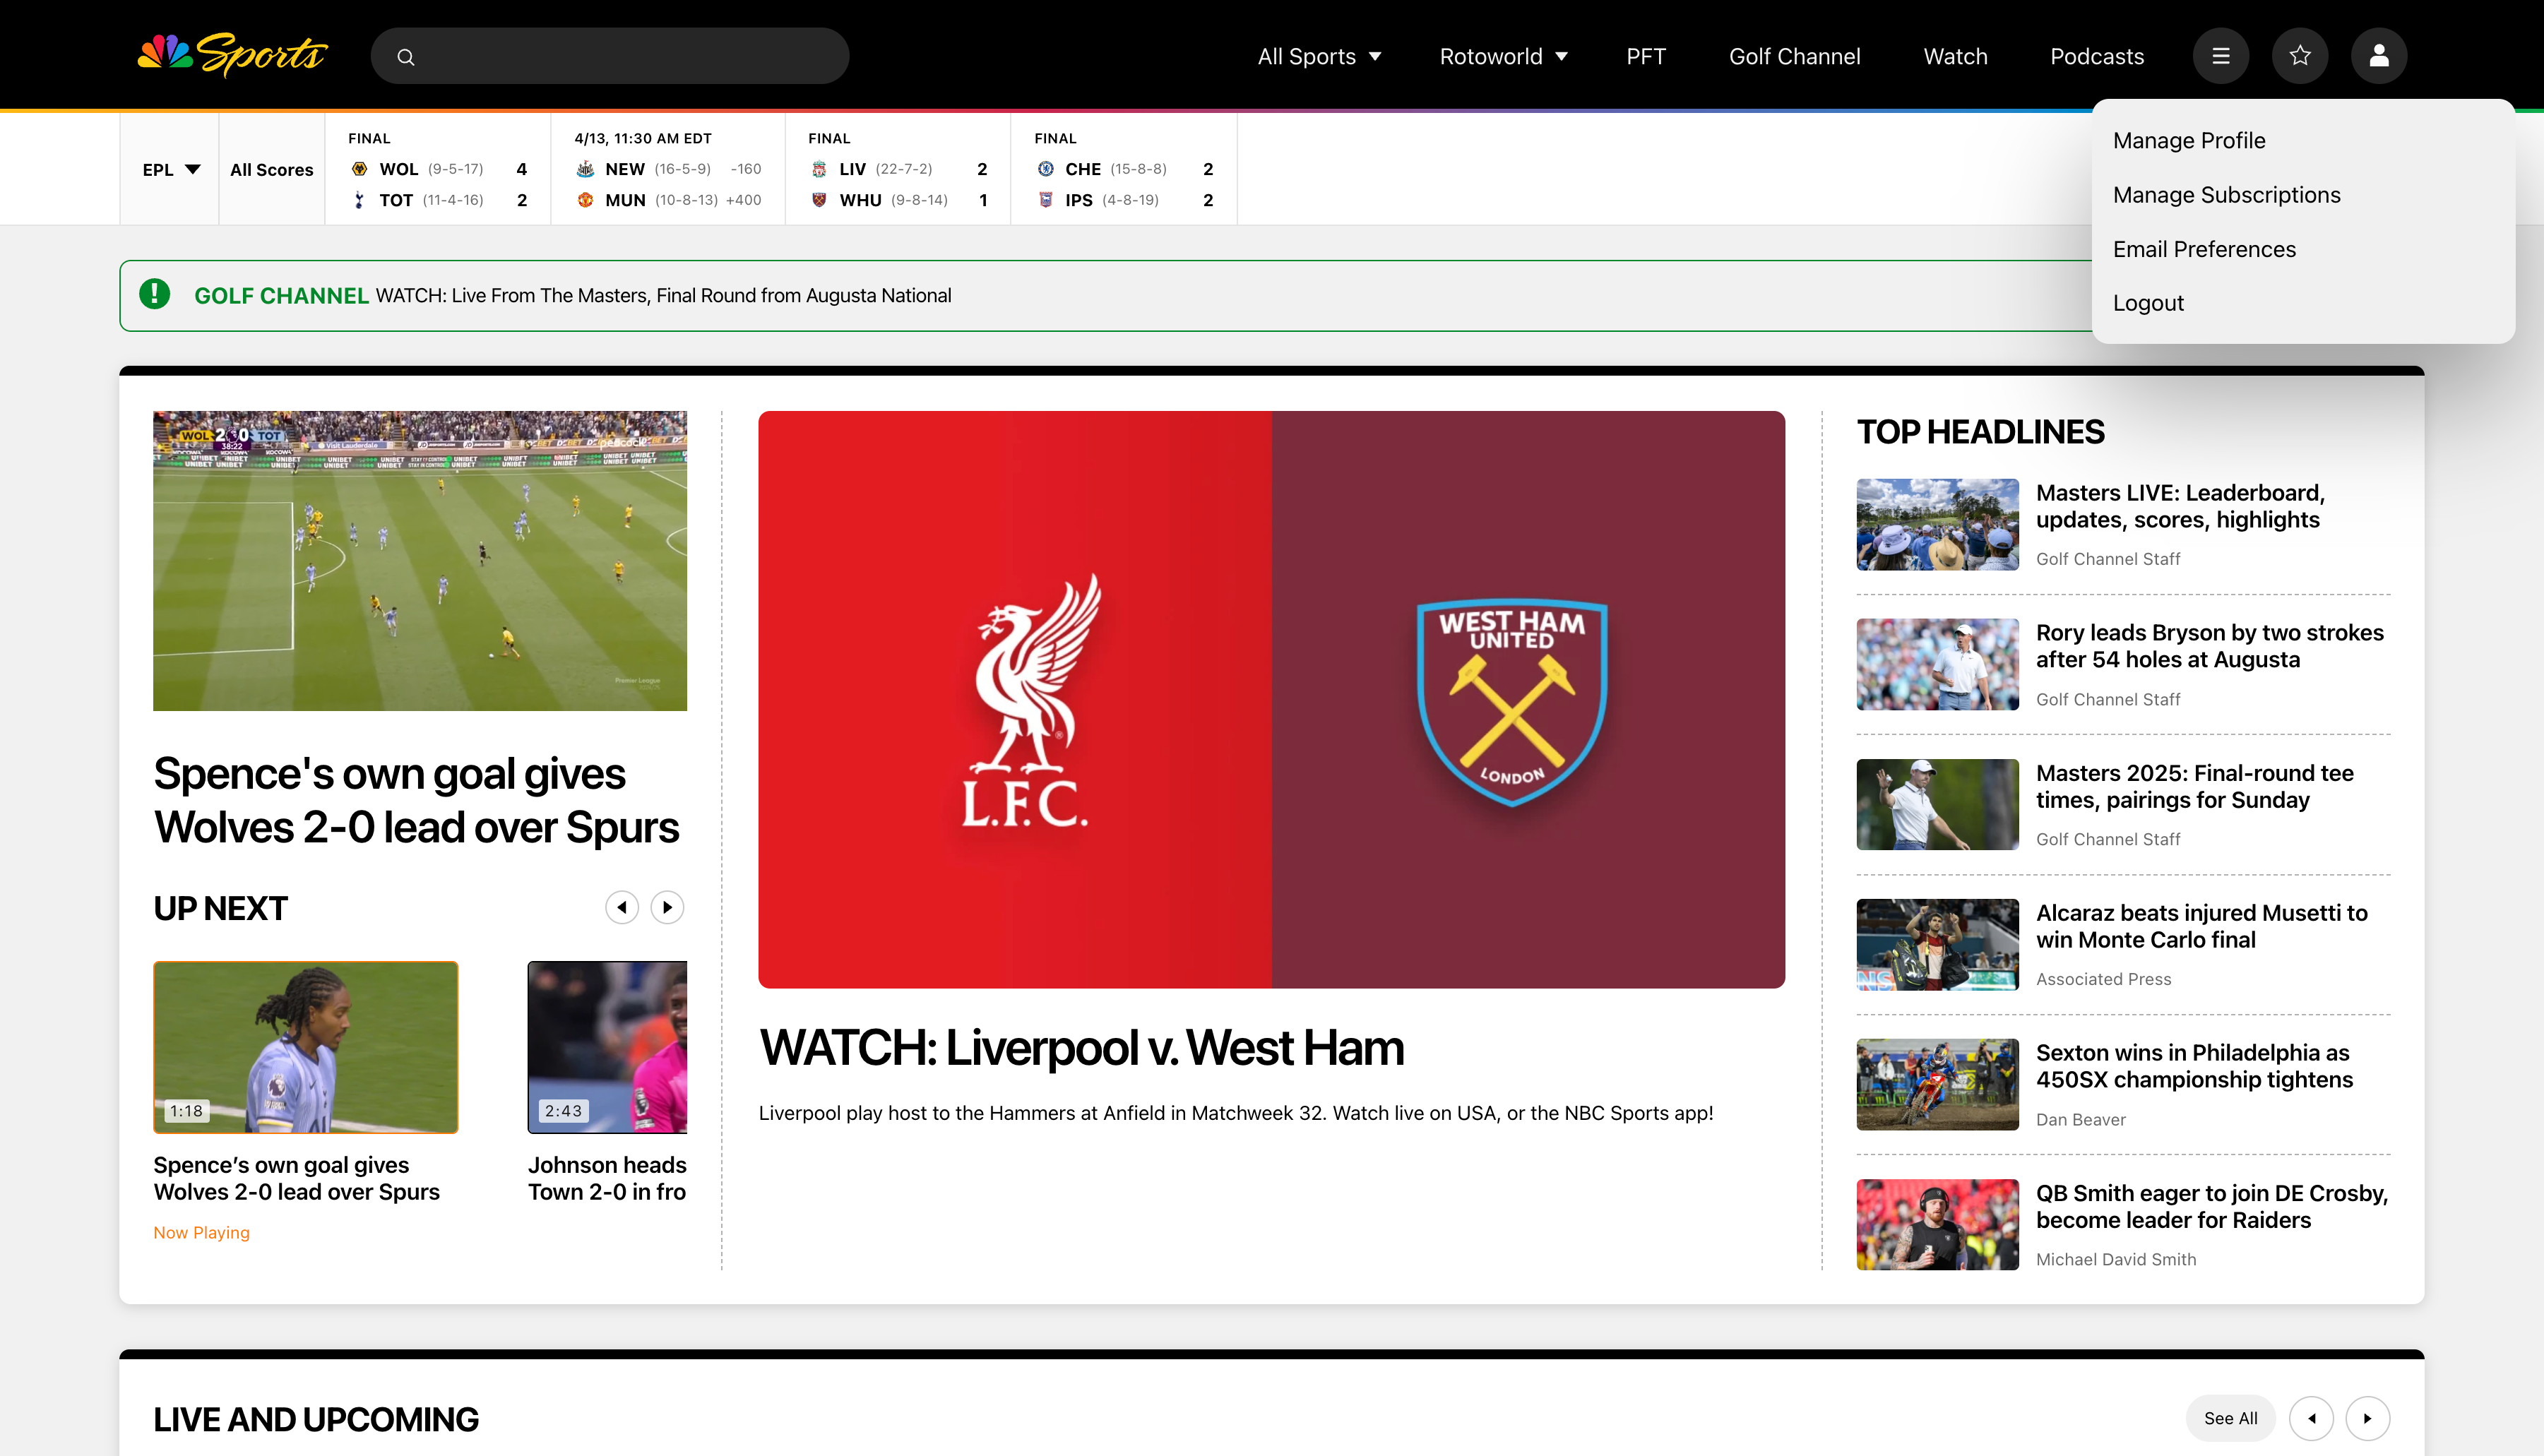 Sports
All Sports
Rotoworld
PFT
Golf Channel
Watch
Podcasts
Manage Profile
Manage Subscriptions
Email Preferences
Logout
EPL
All Scores
FINAL
WOL (9-5-17) 4
TOT (11-4-16) 2
4/13, 11:30 AM EDT
NEW (16-5-9) -160
MUN (10-8-13) +400
FINAL
LIV (22-7-2) 2
WHU (9-8-14) 1
FINAL
CHE (15-8-8) 2
IPS (4-8-19) 2
GOLF CHANNEL WATCH: Live From The Masters, Final Round from Augusta National
WOL 2 0 TOT
38:22
Visit Lauderdale
UNIBET
Premier League
Spence's own goal gives
Wolves 2-0 lead over Spurs
UP NEXT
1:18
Spence’s own goal gives
Wolves 2-0 lead over Spurs
Now Playing
2:43
Johnson heads
Town 2-0 in fro
L.F.C.
WEST HAM
UNITED
LONDON
WATCH: Liverpool v. West Ham
Liverpool play host to the Hammers at Anfield in Matchweek 32. Watch live on USA, or the NBC Sports app!
TOP HEADLINES
Masters LIVE: Leaderboard,
updates, scores, highlights
Golf Channel Staff
Rory leads Bryson by two strokes
after 54 holes at Augusta
Golf Channel Staff
Masters 2025: Final-round tee
times, pairings for Sunday
Golf Channel Staff
Alcaraz beats injured Musetti to
win Monte Carlo final
Associated Press
Sexton wins in Philadelphia as
450SX championship tightens
Dan Beaver
QB Smith eager to join DE Crosby,
become leader for Raiders
Michael David Smith
LIVE AND UPCOMING
See All